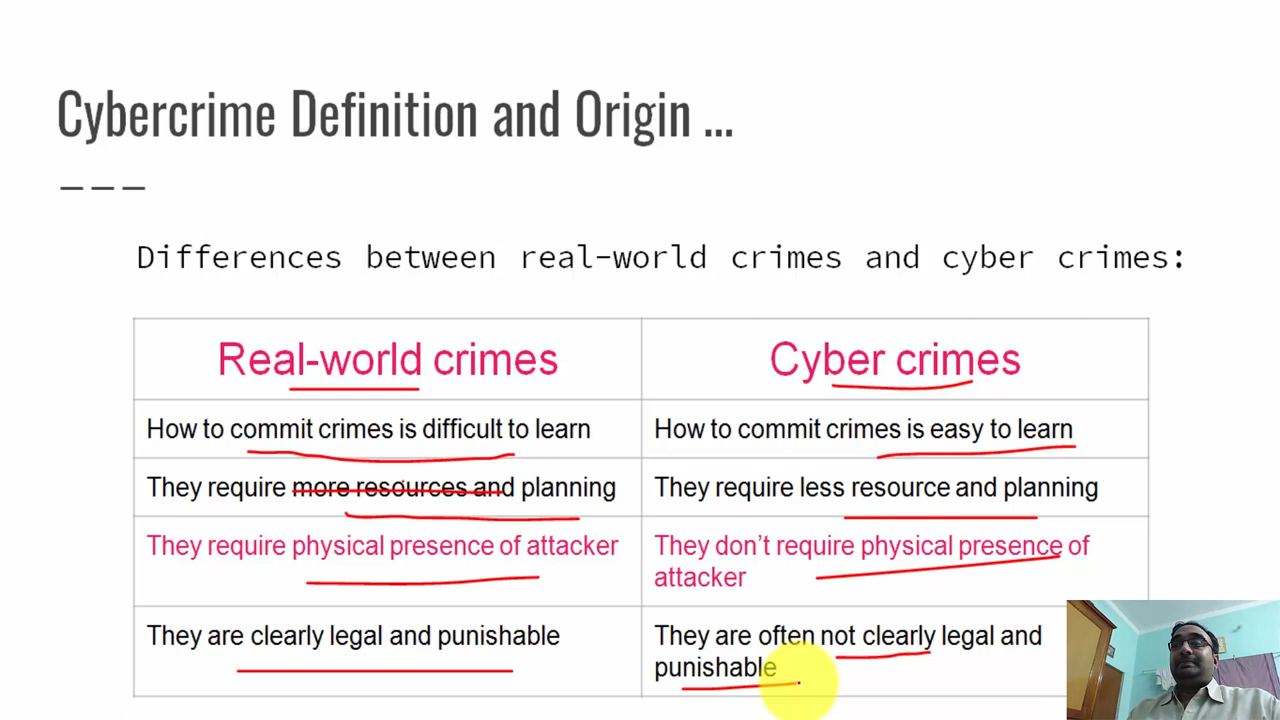 Cybercrime Definition and Origin ...
Differences between real-world crimes and cyber crimes:
Real-world crimes
Cyber crimes
How to commit crimes is difficult to learn
How to commit crimes is easy to learn
They require more resources and planning
They require less resource and planning
They require physical presence of attacker
They don't require physical presence of
attacker
They are clearly legal and punishable
They are often not clearly legal and
punishable